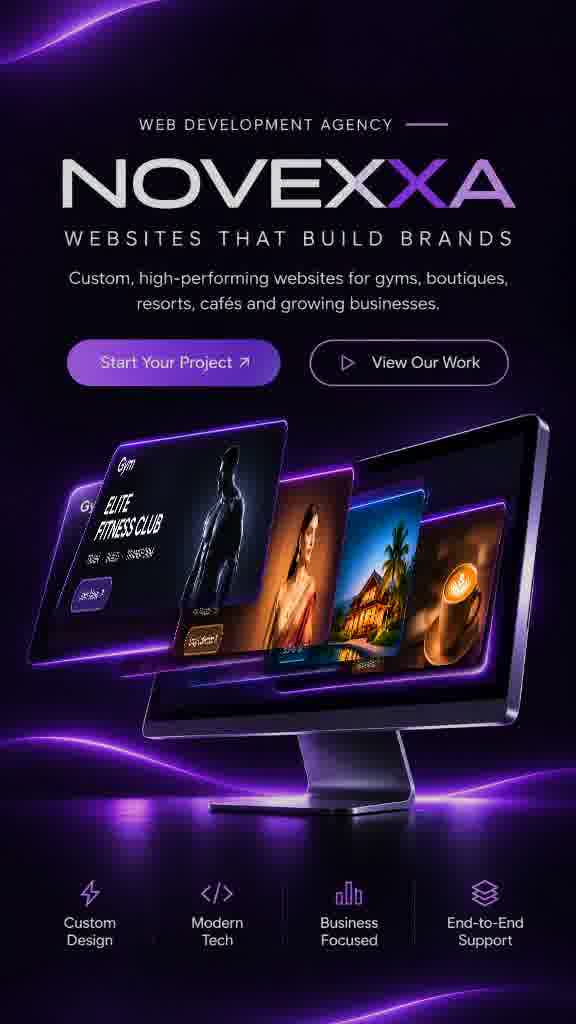 WEB DEVELOPMENT AGENCY
NOVEXXA
WEBSITES THAT BUILD BRANDS
Custom, high-performing websites for gyms, boutiques,
resorts, cafés and growing businesses.
Start Your Project
View Our Work
Gym
Gy
ELITE
FITNESS CLUB
Custom
Design
Modern
Tech
Business
Focused
End-to-End
Support